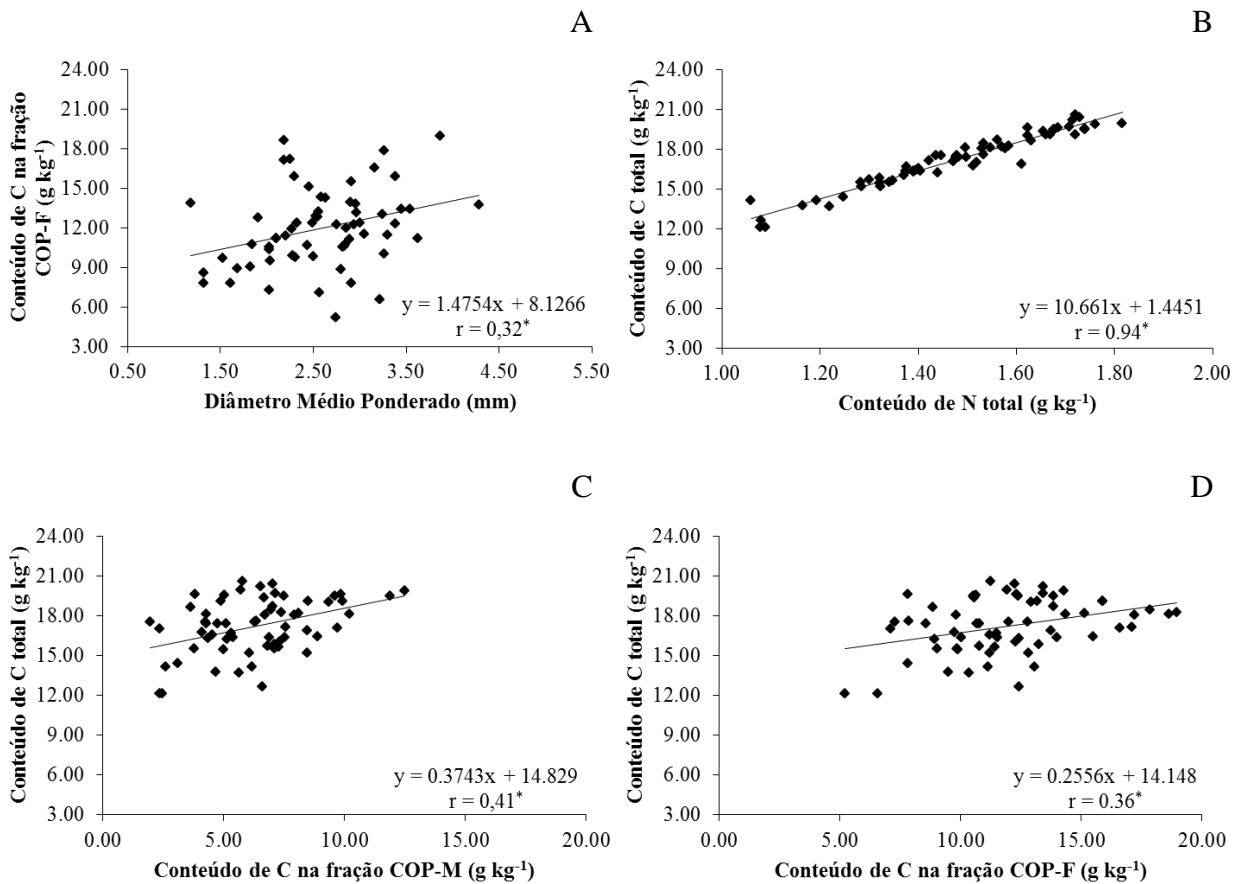 A
Conteúdo de C na fração
COP-F (g kg⁻¹)
24.00
21.00
18.00
15.00
12.00
9.00
6.00
3.00
y = 1.4754x + 8.1266
r = 0,32*
0.50 1.50 2.50 3.50 4.50 5.50
Diâmetro Médio Ponderado (mm)
B
Conteúdo de C total (g kg⁻¹)
24.00
21.00
18.00
15.00
12.00
9.00
6.00
3.00
y = 10.661x + 1.4451
r = 0.94*
1.00 1.20 1.40 1.60 1.80 2.00
Conteúdo de N total (g kg⁻¹)
C
Conteúdo de C total (g kg⁻¹)
24.00
21.00
18.00
15.00
12.00
9.00
6.00
3.00
y = 0.3743x + 14.829
r = 0,41*
0.00 5.00 10.00 15.00 20.00
Conteúdo de C na fração COP-M (g kg⁻¹)
D
Conteúdo de C total (g kg⁻¹)
24.00
21.00
18.00
15.00
12.00
9.00
6.00
3.00
y = 0.2556x + 14.148
r = 0.36*
0.00 5.00 10.00 15.00 20.00
Conteúdo de C na fração COP-F (g kg⁻¹)